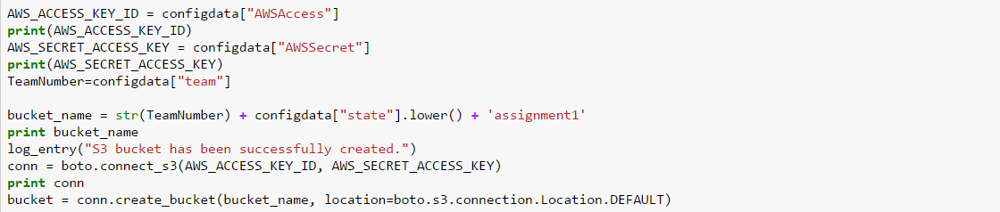 AWS_ACCESS_KEY_ID = configdata["AWSAccess"]
print(AWS_ACCESS_KEY_ID)
AWS_SECRET_ACCESS_KEY = configdata["AWSSecret"]
print(AWS_SECRET_ACCESS_KEY)
TeamNumber=configdata["team"]

bucket_name = str(TeamNumber) + configdata["state"].lower() + 'assignment1'
print bucket_name
log_entry("S3 bucket has been successfully created.")
conn = boto.connect_s3(AWS_ACCESS_KEY_ID, AWS_SECRET_ACCESS_KEY)
print conn
bucket = conn.create_bucket(bucket_name, location=boto.s3.connection.Location.DEFAULT)